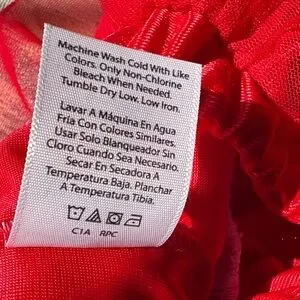 Machine Wash Cold With Like
Colors. Only Non-Chlorine
Bleach When Needed.
Tumble Dry Low. Low Iron.
Lavar A Máquina En Agua
Fria Con Colores Similares.
Usar Solo Blanqueador Sin
Cloro Cuando Sea Necesario.
Secar En Secadora A
Temperatura Baja. Planchar
A Temperatura Tibia.
C1A RPC